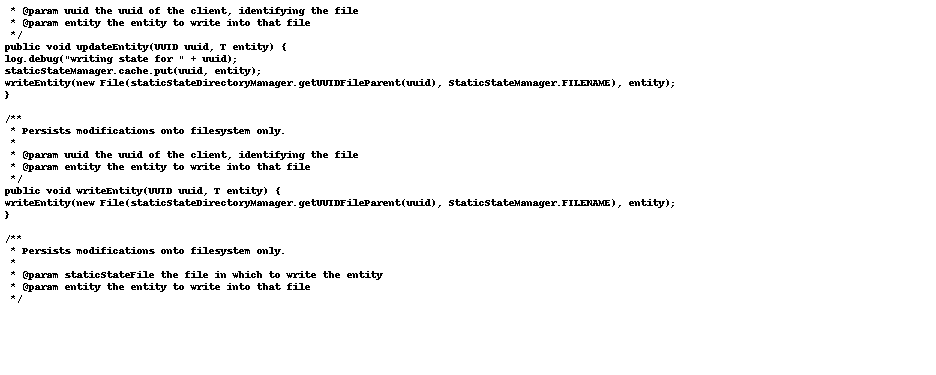 * @param uuid the uuid of the client, identifying the file
 * @param entity the entity to write into that file
 */
public void updateEntity(UUID uuid, T entity) {
log.debug("writing state for " + uuid);
staticStateManager.cache.put(uuid, entity);
writeEntity(new File(staticStateDirectoryManager.getUUIDFileParent(uuid), StaticStateManager.FILENAME), entity);
}

/**
 * Persists modifications onto filesystem only.
 *
 * @param uuid the uuid of the client, identifying the file
 * @param entity the entity to write into that file
 */
public void writeEntity(UUID uuid, T entity) {
writeEntity(new File(staticStateDirectoryManager.getUUIDFileParent(uuid), StaticStateManager.FILENAME), entity);
}

/**
 * Persists modifications onto filesystem only.
 *
 * @param staticStateFile the file in which to write the entity
 * @param entity the entity to write into that file
 */